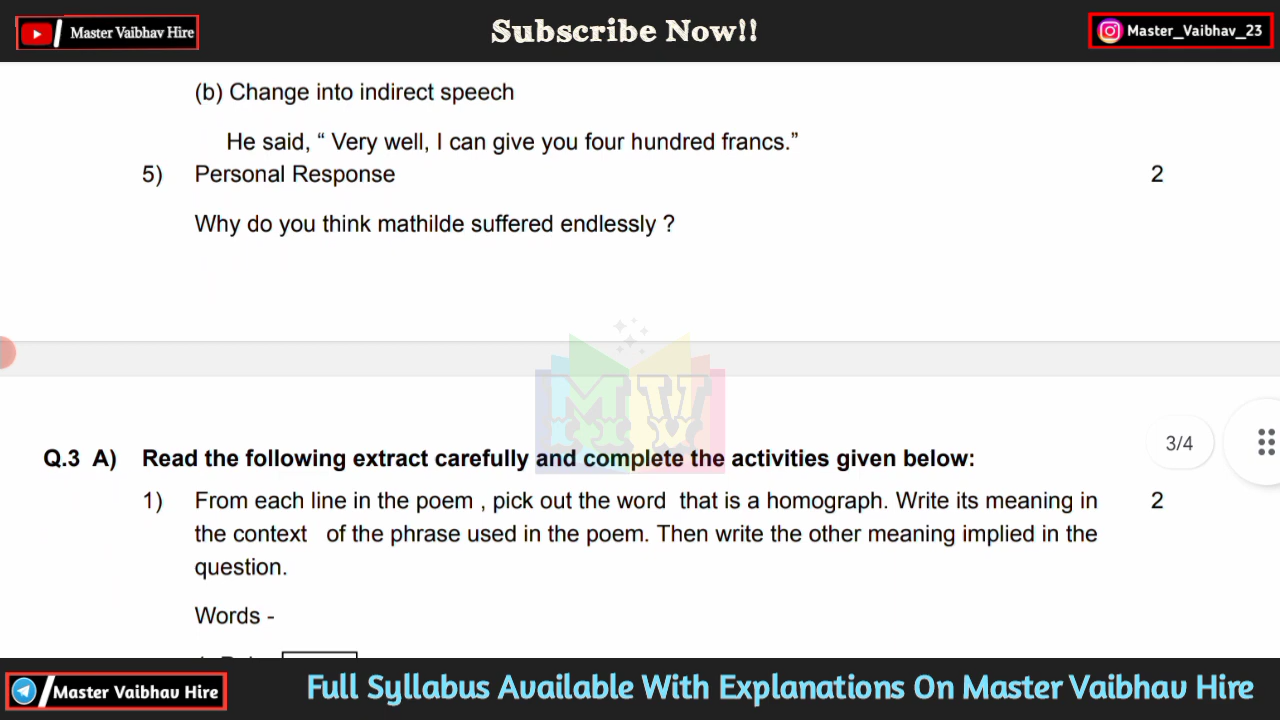 Master Vaibhav Hire
Subscribe Now!!
Master_Vaibhav_23
(b) Change into indirect speech
He said, “ Very well, I can give you four hundred francs.”
5) Personal Response 2
Why do you think mathilde suffered endlessly ?
MV
3/4
Q.3 A) Read the following extract carefully and complete the activities given below:
1) From each line in the poem , pick out the word that is a homograph. Write its meaning in 2
the context of the phrase used in the poem. Then write the other meaning implied in the
question.
Words -
Master Vaibhav Hire
Full Syllabus Available With Explanations On Master Vaibhav Hire